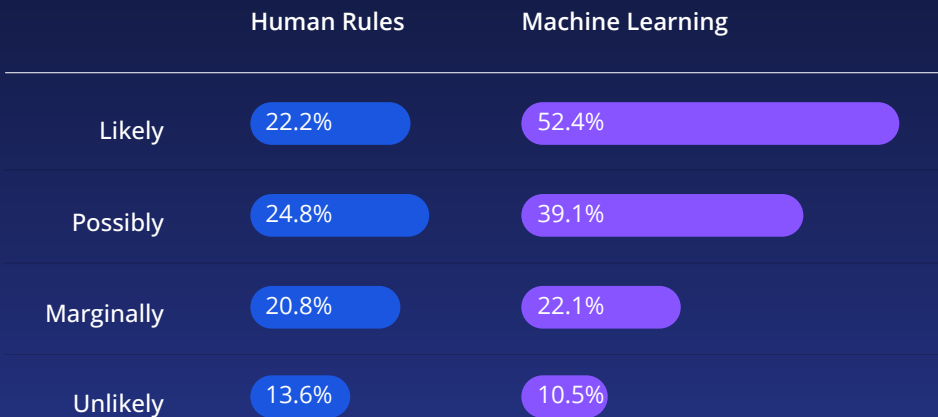 Human Rules Machine Learning
Likely 22.2% 52.4%
Possibly 24.8% 39.1%
Marginally 20.8% 22.1%
Unlikely 13.6% 10.5%